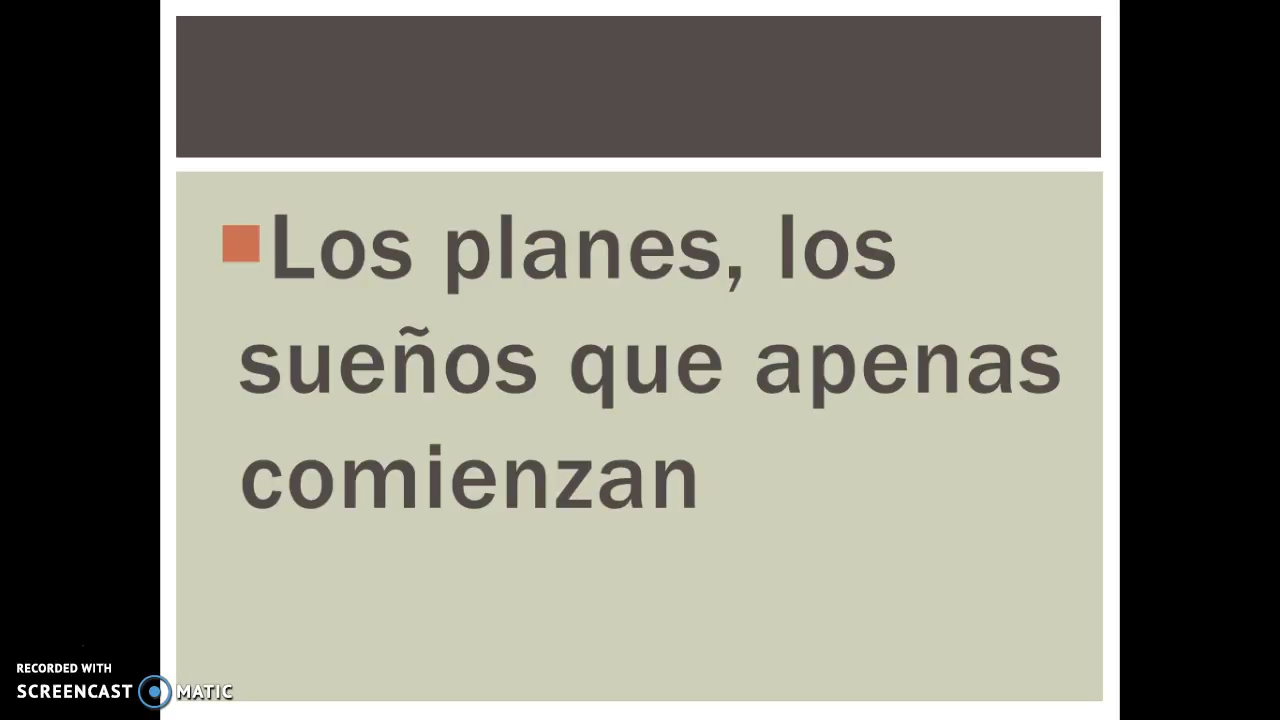 Los planes, los
sueños que apenas
comienzan
RECORDED WITH
SCREENCAST MATIC